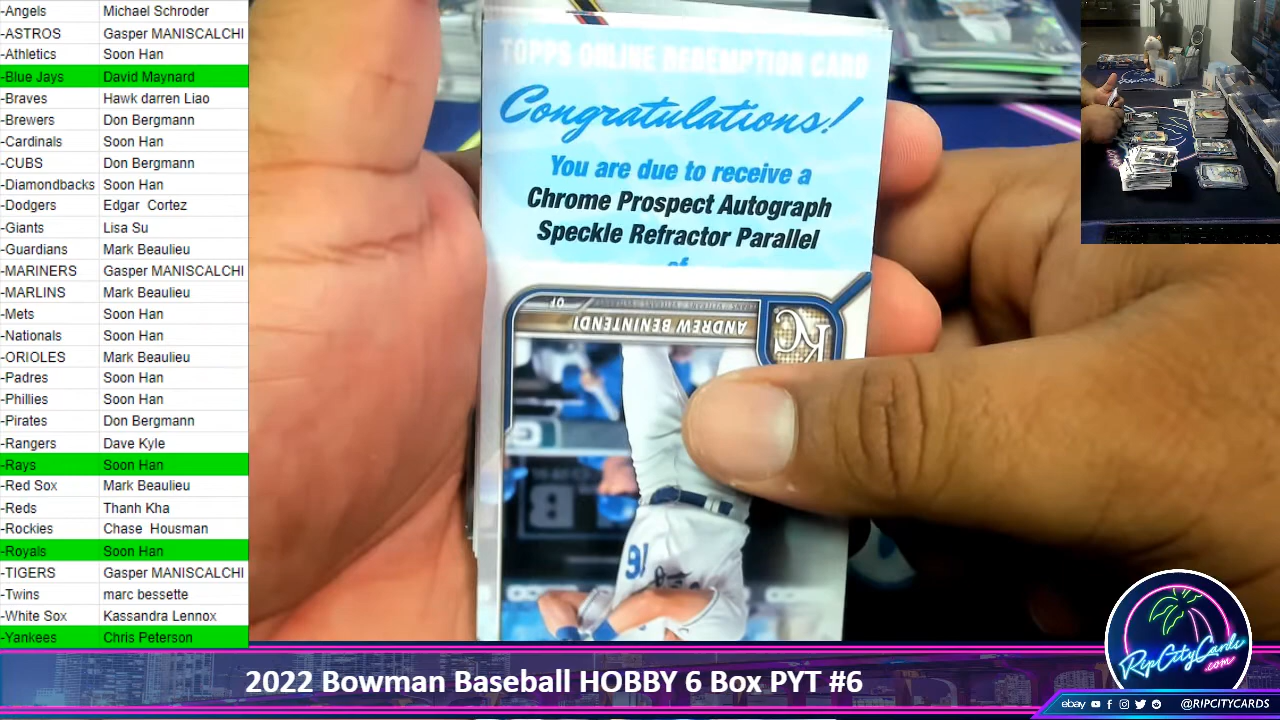 -Angels Michael Schroder
-ASTROS Gasper MANISCALCHI
-Athletics Soon Han
-Blue Jays David Maynard
-Braves Hawk darren Liao
-Brewers Don Bergmann
-Cardinals Soon Han
-CUBS Don Bergmann
-Diamondbacks Soon Han
-Dodgers Edgar Cortez
-Giants Lisa Su
-Guardians Mark Beaulieu
-MARINERS Gasper MANISCALCHI
-MARLINS Mark Beaulieu
-Mets Soon Han
-Nationals Soon Han
-ORIOLES Mark Beaulieu
-Padres Soon Han
-Phillies Soon Han
-Pirates Don Bergmann
-Rangers Dave Kyle
-Rays Soon Han
-Red Sox Mark Beaulieu
-Reds Thanh Kha
-Rockies Chase Housman
-Royals Soon Han
-TIGERS Gasper MANISCALCHI
-Twins marc bessette
-White Sox Kassandra Lennox
-Yankees Chris Peterson
TOPPS ONLINE REDEMPTION CARD
Congratulations!
You are due to receive a
Chrome Prospect Autograph
Speckle Refractor Parallel
of
OF
ANDREW BENINTENDI
KC
16
2022 Bowman Baseball HOBBY 6 Box PYT #6
RipCityCards
.com
ebay @RIPCITYCARDS